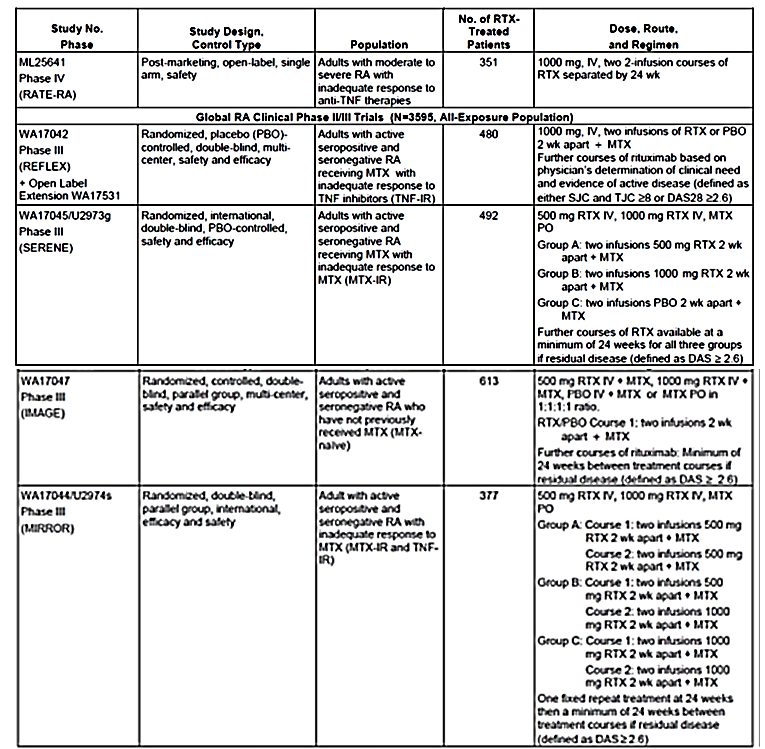 Study No.
Phase
Study Design,
Control Type
Population
No. of RTX-
Treated
Patients
Dose, Route,
and Regimen
ML25641
Phase IV
(RATE-RA)
Post-marketing, open-label, single
arm, safety
Adults with moderate to
severe RA with
inadequate response to
anti-TNF therapies
351
1000 mg, IV, two 2-infusion courses of
RTX separated by 24 wk
Global RA Clinical Phase II/III Trials (N=3595, All-Exposure Population)
WA17042
Phase III
(REFLEX)
+ Open Label
Extension WA17531
Randomized, placebo (PBO)-
controlled, double-blind, multi-
center, safety and efficacy
Adults with active
seropositive and
seronegative RA
receiving MTX with
inadequate response to
TNF inhibitors (TNF-IR)
480
1000 mg, IV, two infusions of RTX or PBO
2 wk apart + MTX
Further courses of rituximab based on
physician's determination of clinical need
and evidence of active disease (defined as
either SJC and TJC ≥8 or DAS28 ≥2.6)
WA17045/U2973g
Phase III
(SERENE)
Randomized, international,
double-blind, PBO-controlled,
safety and efficacy
Adults with active
seropositive and
seronegative RA
receiving MTX with
inadequate response to
MTX (MTX-IR)
492
500 mg RTX IV, 1000 mg RTX IV, MTX
PO
Group A: two infusions 500 mg RTX 2 wk
apart + MTX
Group B: two infusions 1000 mg RTX 2 wk
apart + MTX
Group C: two infusions PBO 2 wk apart +
MTX
Further courses of RTX available at a
minimum of 24 weeks for all three groups
if residual disease (defined as DAS ≥ 2.6)
WA17047
Phase III
(IMAGE)
Randomized, controlled, double-
blind, parallel group, multi-center,
safety and efficacy
Adults with active
seropositive and
seronegative RA who
have not previously
received MTX (MTX-
naïve)
613
500 mg RTX IV + MTX, 1000 mg RTX IV +
MTX, PBO IV + MTX or MTX PO in
1:1:1:1 ratio.
RTX/PBO Course 1: two infusions 2 wk
apart + MTX
Further courses of rituximab: Minimum of
24 weeks between treatment courses if
residual disease (defined as DAS ≥ 2.6)
WA17044/U2974s
Phase III
(MIRROR)
Randomized, double-blind,
parallel group, international,
efficacy and safety
Adult with active
seropositive and
seronegative RA with
inadequate response to
MTX (MTX-IR and TNF-
IR)
377
500 mg RTX IV, 1000 mg RTX IV, MTX
PO
Group A: Course 1: two infusions 500 mg
RTX 2 wk apart + MTX
Course 2: two infusions 500 mg
RTX 2 wk apart + MTX
Group B: Course 1: two infusions 500
mg RTX 2 wk apart + MTX
Course 2: two infusions 1000
mg RTX 2 wk apart + MTX
Group C: Course 1: two infusions 1000
mg RTX 2 wk apart + MTX
Course 2: two infusions 1000
mg RTX 2 wk apart + MTX
One fixed repeat treatment at 24 weeks
then a minimum of 24 weeks between
treatment courses if residual disease
(defined as DAS≥2.6)